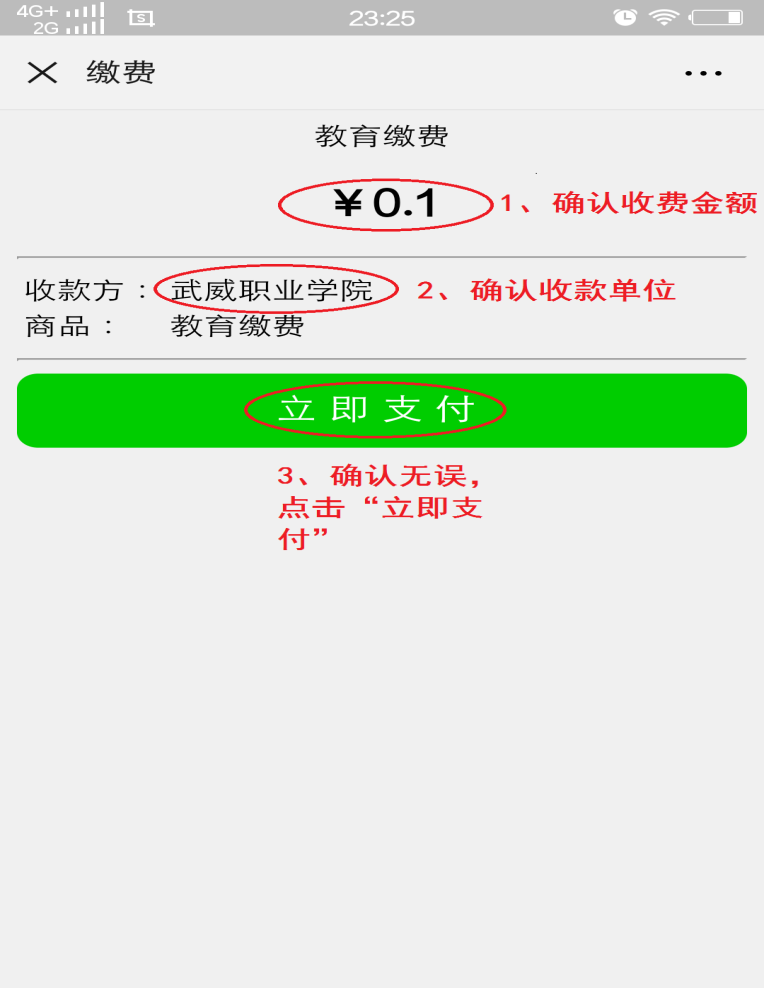 4G+
2G
23:25
缴费
教育缴费
￥0.1 1、确认收费金额
收款方： 武威职业学院 2、确认收款单位
商品： 教育缴费
立即支付
3、确认无误，
点击“立即支
付”